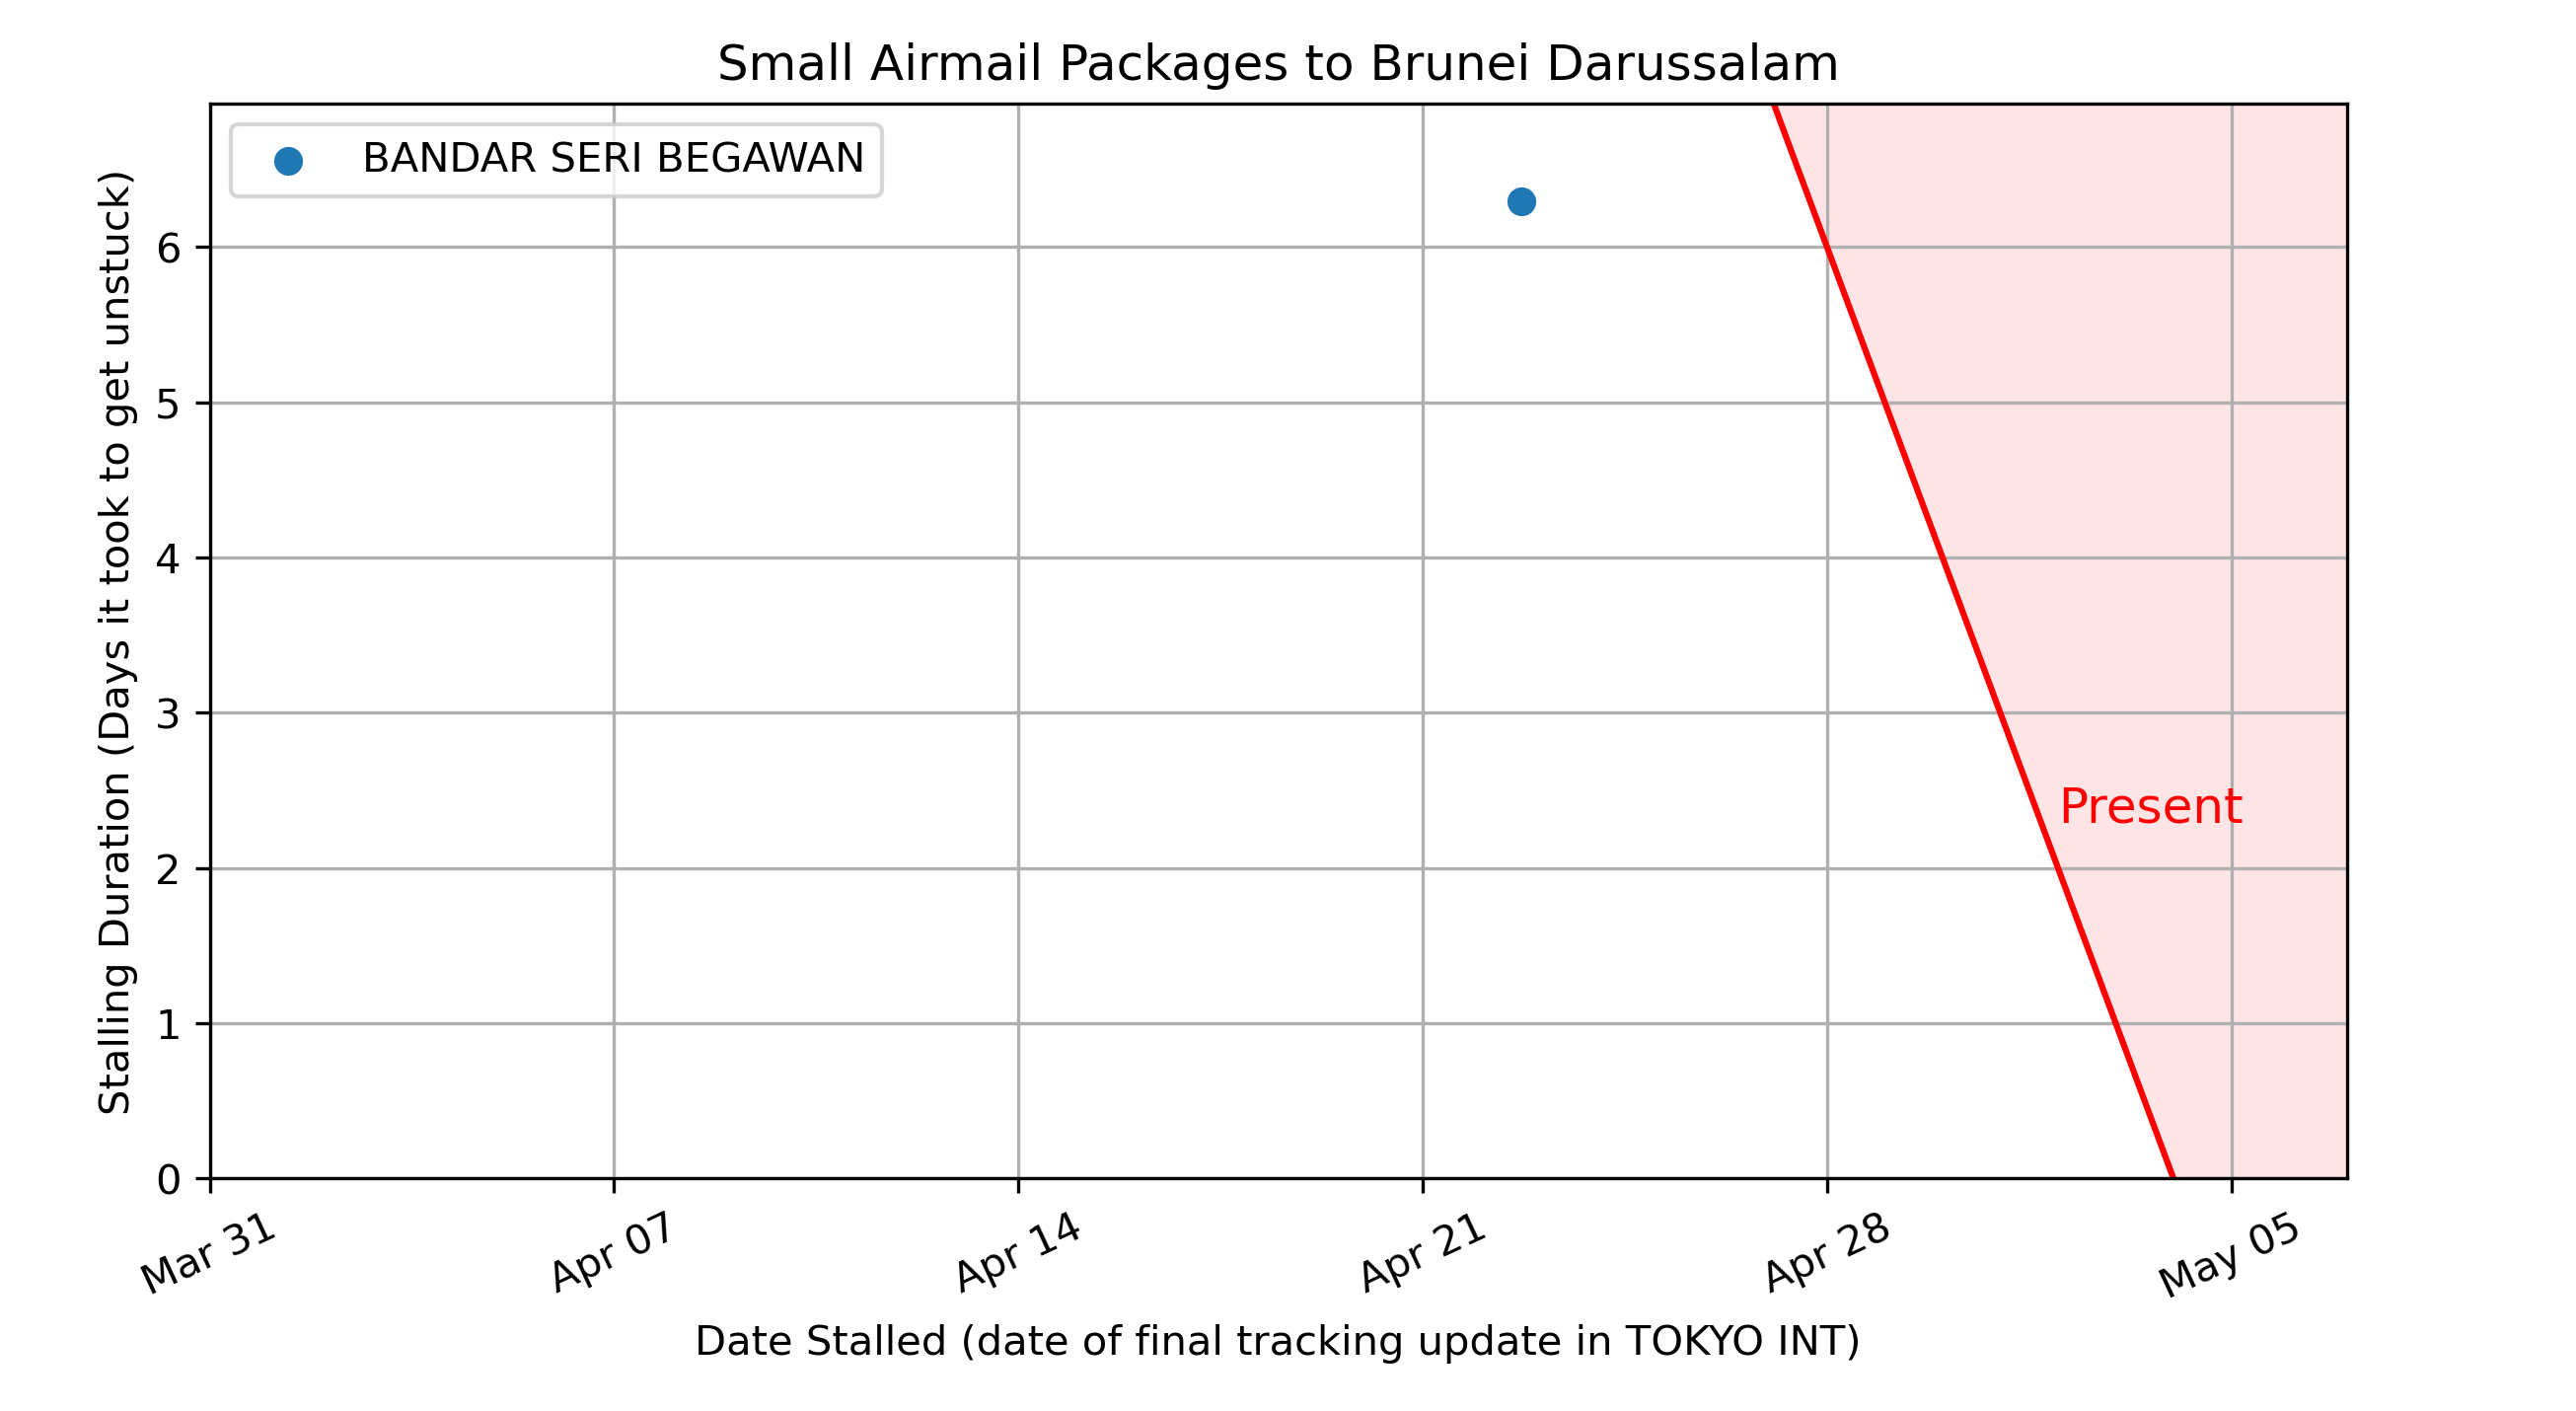 Small Airmail Packages to Brunei Darussalam
BANDAR SERI BEGAWAN
Stalling Duration (Days it took to get unstuck)
6
5
4
3
2
1
0
Present
Mar 31
Apr 07
Apr 14
Apr 21
Apr 28
May 05
Date Stalled (date of final tracking update in TOKYO INT)